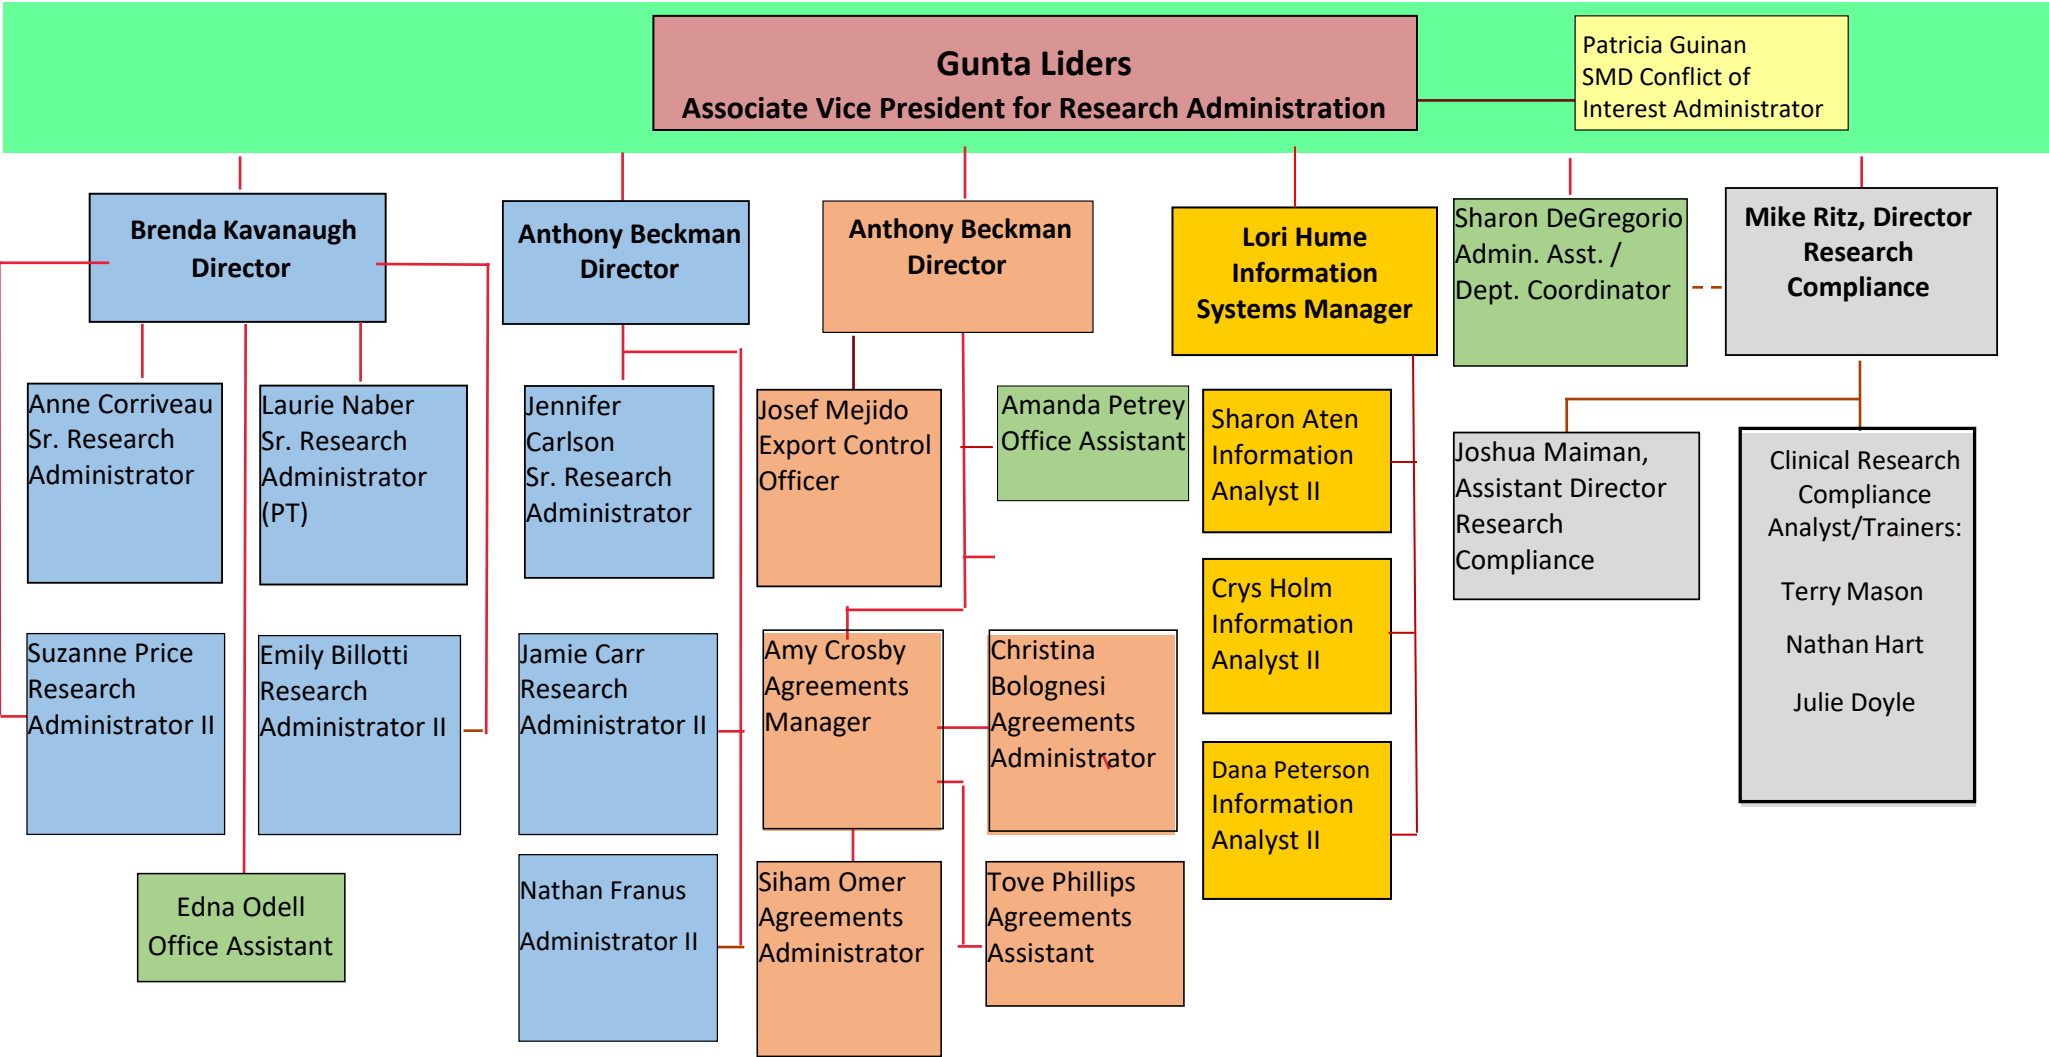 Gunta Liders
Associate Vice President for Research Administration
Patricia Guinan
SMD Conflict of
Interest Administrator
Brenda Kavanaugh
Director
Anthony Beckman
Director
Anthony Beckman
Director
Lori Hume
Information
Systems Manager
Sharon DeGregorio
Admin. Asst. /
Dept. Coordinator
Mike Ritz, Director
Research
Compliance
Anne Corriveau
Sr. Research
Administrator
Laurie Naber
Sr. Research
Administrator
(PT)
Jennifer
Carlson
Sr. Research
Administrator
Josef Mejido
Export Control
Officer
Amanda Petrey
Office Assistant
Sharon Aten
Information
Analyst II
Joshua Maiman,
Assistant Director
Research
Compliance
Clinical Research
Compliance
Analyst/Trainers:
Terry Mason
Nathan Hart
Julie Doyle
Crys Holm
Information
Analyst II
Suzanne Price
Research
Administrator II
Emily Billotti
Research
Administrator II
Jamie Carr
Research
Administrator II
Amy Crosby
Agreements
Manager
Christina
Bolognesi
Agreements
Administrator
Dana Peterson
Information
Analyst II
Edna Odell
Office Assistant
Nathan Franus
Administrator II
Siham Omer
Agreements
Administrator
Tove Phillips
Agreements
Assistant